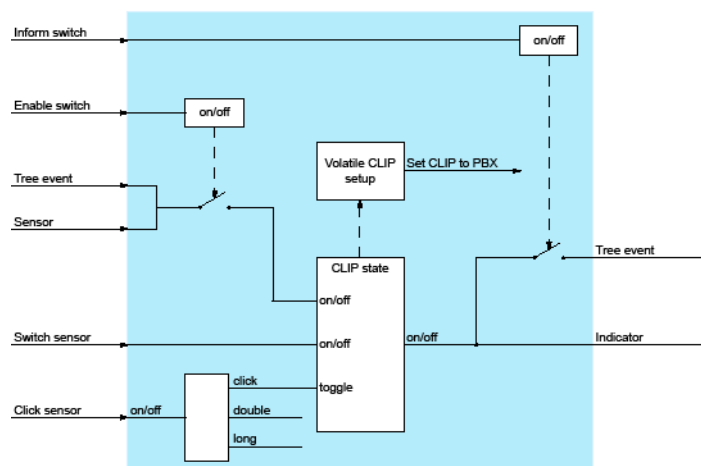 Inform switch
on/off
Enable switch
on/off
Volatile CLIP
setup
Set CLIP to PBX
Tree event
Sensor
Tree event
CLIP state
on/off
Switch sensor
on/off
on/off
Indicator
click
toggle
Click sensor
on/off
double
long